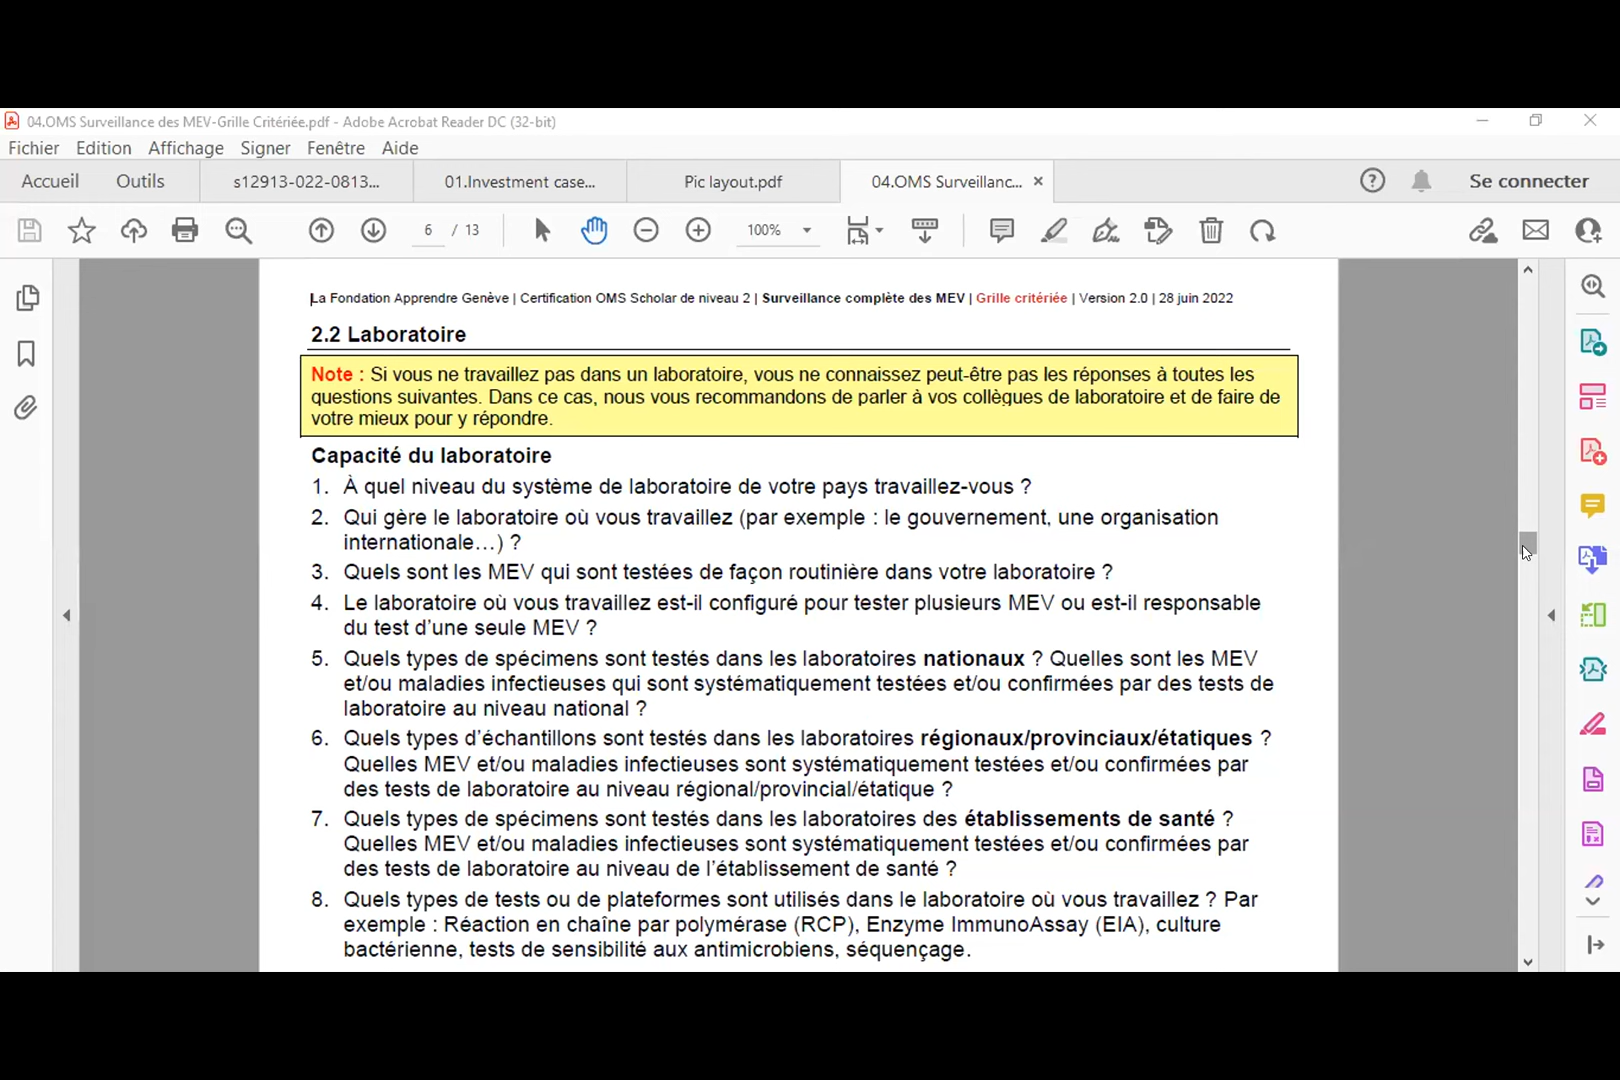 04.OMS Surveillance des MEV-Grille Critériée.pdf - Adobe Acrobat Reader DC (32-bit)
Fichier Edition Affichage Signer Fenêtre Aide
Accueil Outils s12913-022-0813... 01.Investment case... Pic layout.pdf 04.OMS Surveillanc... × Se connecter
6 / 13 100%
La Fondation Apprendre Genève | Certification OMS Scholar de niveau 2 | Surveillance complète des MEV | Grille critériée | Version 2.0 | 28 juin 2022
2.2 Laboratoire
Note : Si vous ne travaillez pas dans un laboratoire, vous ne connaissez peut-être pas les réponses à toutes les
questions suivantes. Dans ce cas, nous vous recommandons de parler à vos collègues de laboratoire et de faire de
votre mieux pour y répondre.
Capacité du laboratoire
1. À quel niveau du système de laboratoire de votre pays travaillez-vous ?
2. Qui gère le laboratoire où vous travaillez (par exemple : le gouvernement, une organisation
internationale…) ?
3. Quels sont les MEV qui sont testées de façon routinière dans votre laboratoire ?
4. Le laboratoire où vous travaillez est-il configuré pour tester plusieurs MEV ou est-il responsable
du test d’une seule MEV ?
5. Quels types de spécimens sont testés dans les laboratoires nationaux ? Quelles sont les MEV
et/ou maladies infectieuses qui sont systématiquement testées et/ou confirmées par des tests de
laboratoire au niveau national ?
6. Quels types d’échantillons sont testés dans les laboratoires régionaux/provinciaux/étatiques ?
Quelles MEV et/ou maladies infectieuses sont systématiquement testées et/ou confirmées par
des tests de laboratoire au niveau régional/provincial/étatique ?
7. Quels types de spécimens sont testés dans les laboratoires des établissements de santé ?
Quelles MEV et/ou maladies infectieuses sont systématiquement testées et/ou confirmées par
des tests de laboratoire au niveau de l’établissement de santé ?
8. Quels types de tests ou de plateformes sont utilisés dans le laboratoire où vous travaillez ? Par
exemple : Réaction en chaîne par polymérase (RCP), Enzyme ImmunoAssay (EIA), culture
bactérienne, tests de sensibilité aux antimicrobiens, séquençage.